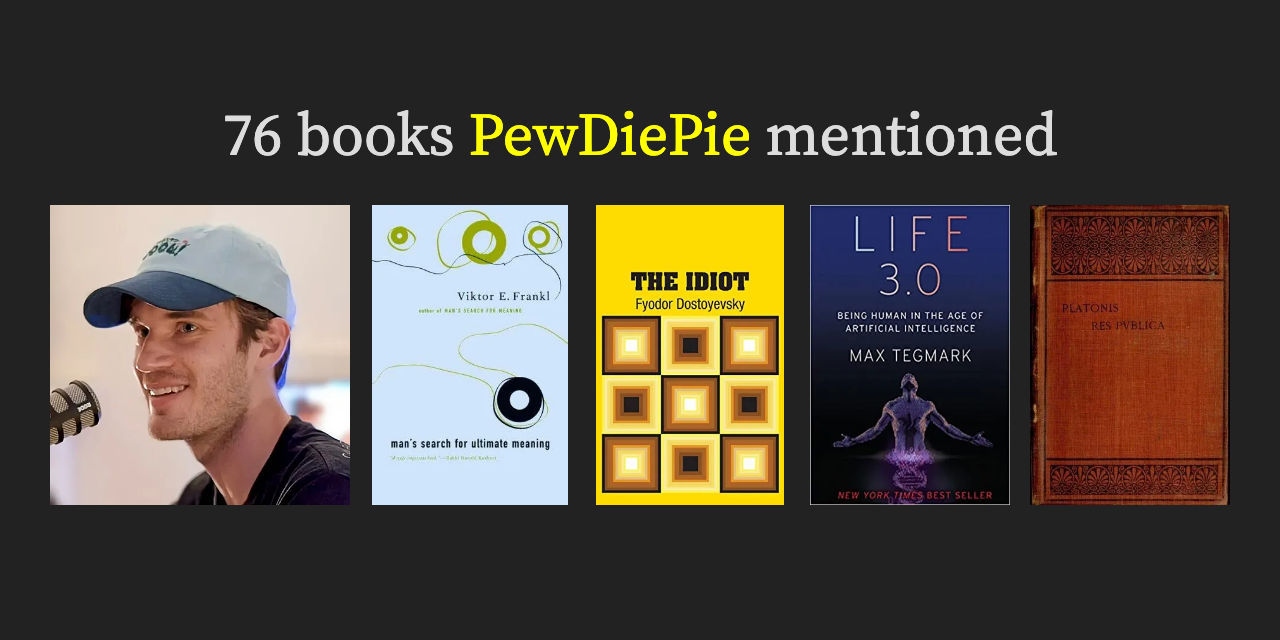 76 books PewDiePie mentioned
Viktor E. Frankl
author of MAN'S SEARCH FOR MEANING
man's search for ultimate meaning
THE IDIOT
Fyodor Dostoyevsky
LIFE
3.0
BEING HUMAN IN THE AGE OF
ARTIFICIAL INTELLIGENCE
MAX TEGMARK
NEW YORK TIMES BEST SELLER
PLATONIS
RES PVBLICA